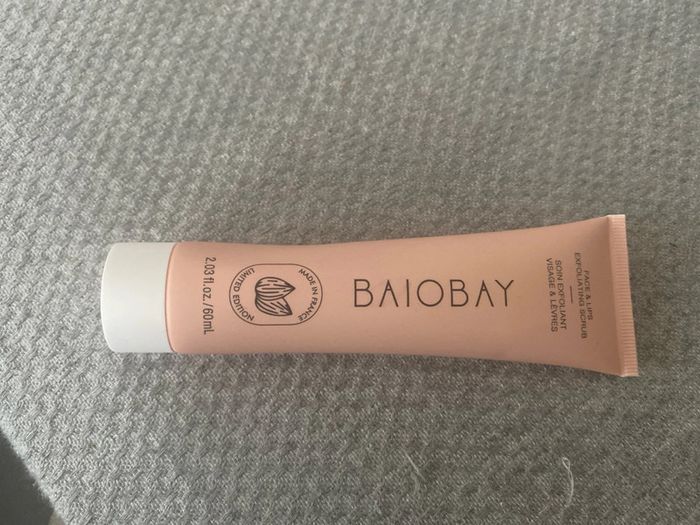 FACE & LIPS
EXFOLIATING SCRUB
SOIN EXFOLIANT
VISAGE & LÈVRES
BAIOBAY
MADE IN FRANCE
LIMITED EDITION
2.03 fl.oz / 60mL